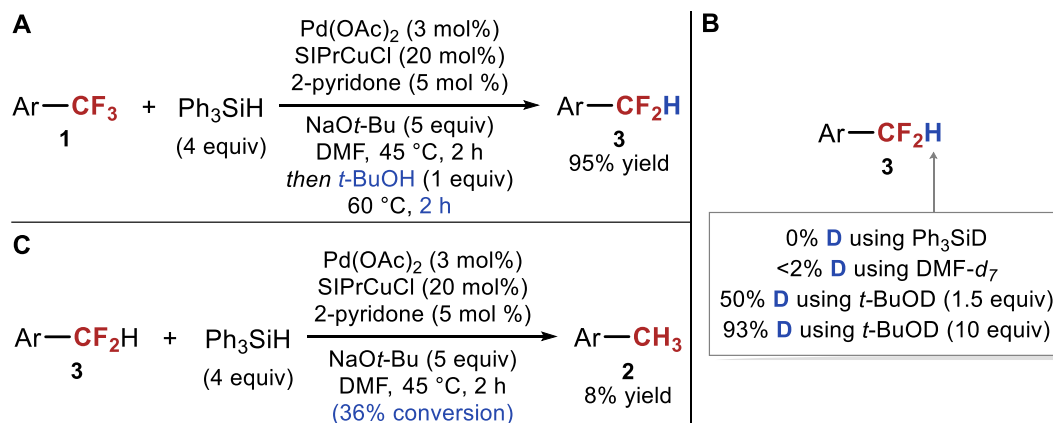 A
Pd(OAc)2 (3 mol%)
SIPrCuCl (20 mol%)
2-pyridone (5 mol %)
Ar—CF3 + Ph3SiH Ar—CF2H
1 (4 equiv) 3
NaOt-Bu (5 equiv)
DMF, 45 °C, 2 h
then t-BuOH (1 equiv)
60 °C, 2 h
95% yield
B
Ar—CF2H
3
0% D using Ph3SiD
<2% D using DMF-d7
50% D using t-BuOD (1.5 equiv)
93% D using t-BuOD (10 equiv)
C
Pd(OAc)2 (3 mol%)
SIPrCuCl (20 mol%)
2-pyridone (5 mol %)
Ar—CF2H + Ph3SiH Ar—CH3
3 (4 equiv) 2
NaOt-Bu (5 equiv)
DMF, 45 °C, 2 h
(36% conversion)
8% yield